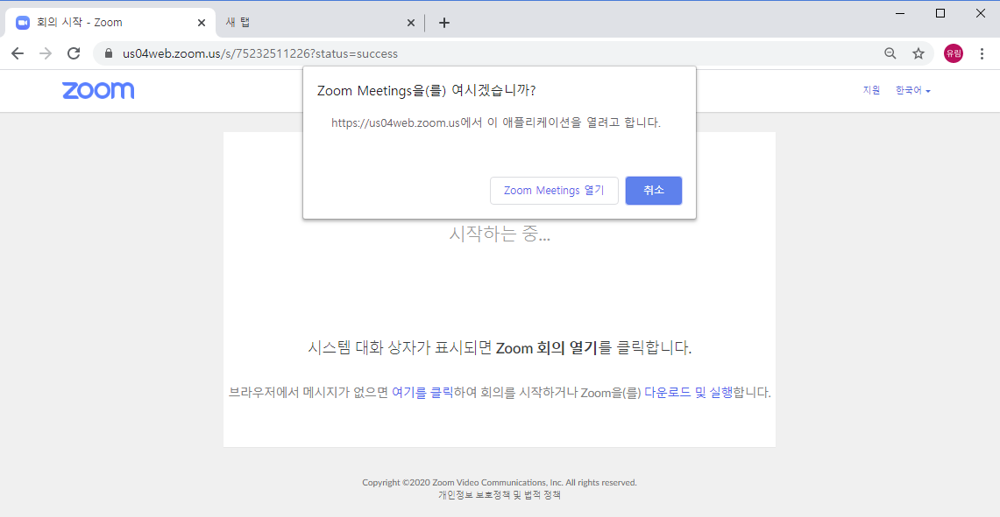 회의 시작 - Zoom
새 탭
us04web.zoom.us/s/75232511226?status=success
유림
zoom
지원 한국어
Zoom Meetings을(를) 여시겠습니까?
https://us04web.zoom.us에서 이 애플리케이션을 열려고 합니다.
Zoom Meetings 열기
취소
시작하는 중...
시스템 대화 상자가 표시되면 Zoom 회의 열기를 클릭합니다.
브라우저에서 메시지가 없으면 여기를 클릭하여 회의를 시작하거나 Zoom을(를) 다운로드 및 실행합니다.
Copyright ©2020 Zoom Video Communications, Inc. All rights reserved.
개인정보 보호정책 및 법적 정책